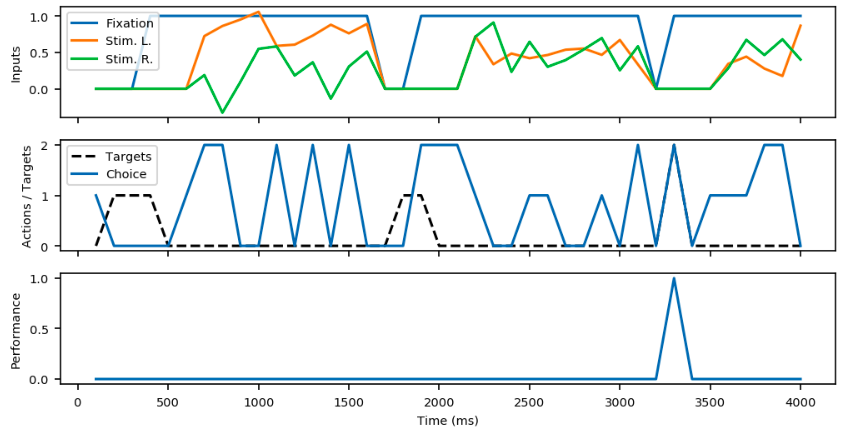 1.0
0.5
0.0
Inputs
Fixation
Stim. L.
Stim. R.
2
1
0
Actions / Targets
Targets
Choice
1.0
0.5
0.0
Performance
0 500 1000 1500 2000 2500 3000 3500 4000
Time (ms)